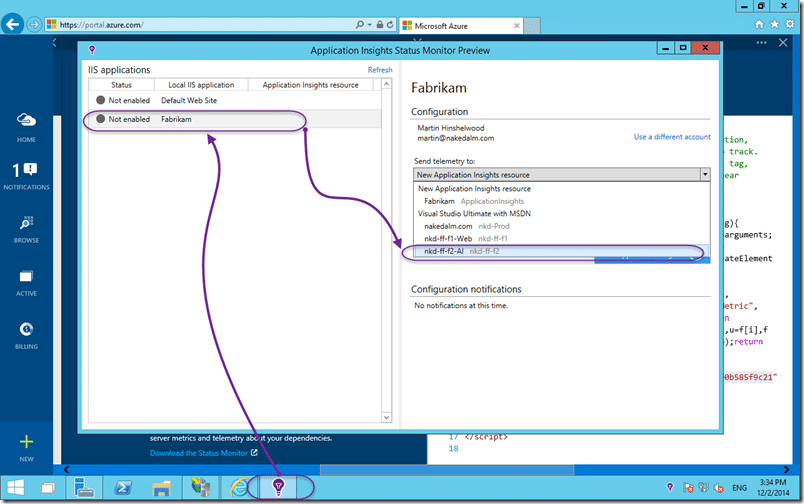 https://portal.azure.com/
Microsoft Azure
Application Insights Status Monitor Preview
IIS applications
Refresh
Status
Local IIS application
Application Insights resource
Not enabled
Default Web Site
Not enabled
Fabrikam
Fabrikam
Configuration
Martin Hinshelwood
martin@nakedalm.com
Use a different account
Send telemetry to:
New Application Insights resource
New Application Insights resource
Fabrikam ApplicationInsights
Visual Studio Ultimate with MSDN
nakedalm.com nkd-Prod
nkd-ff-f1-Web nkd-ff-f1
nkd-ff-f2-AI nkd-ff-f2
Configuration notifications
No notifications at this time.
HOME
1
NOTIFICATIONS
BROWSE
ACTIVE
BILLING
NEW
tion,
track.
tag,
ear
g){
arguments;
ateElement
etric",
n
,u=f[i],f
);return
0b585f9c21"
server metrics and telemetry about your dependencies.
Download the Status Monitor
17 </script>
18
ENG
3:34 PM
12/2/2014